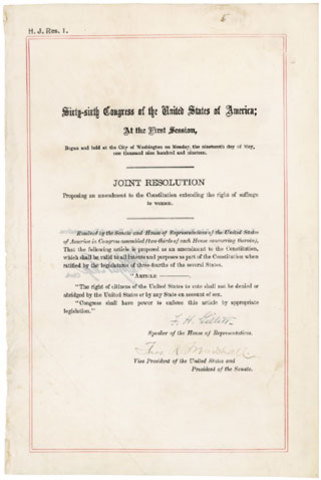 5
H. J. Res. 1.
Sixty-sixth Congress of the United States of America;
At the First Session,
Begun and held at the City of Washington on Monday, the nineteenth day of May,
one thousand nine hundred and nineteen.
JOINT RESOLUTION
Proposing an amendment to the Constitution extending the right of suffrage
to women.
Resolved by the Senate and House of Representatives of the United States
of America in Congress assembled (two-thirds of each House concurring therein),
That the following article is proposed as an amendment to the Constitution,
which shall be valid to all intents and purposes as part of the Constitution when
ratified by the legislatures of three-fourths of the several States.
"ARTICLE ————.
"The right of citizens of the United States to vote shall not be denied or
abridged by the United States or by any State on account of sex.
"Congress shall have power to enforce this article by appropriate
legislation."
F. H. Gillett.
Speaker of the House of Representatives.
Thos. R. Marshall
Vice President of the United States and
President of the Senate.